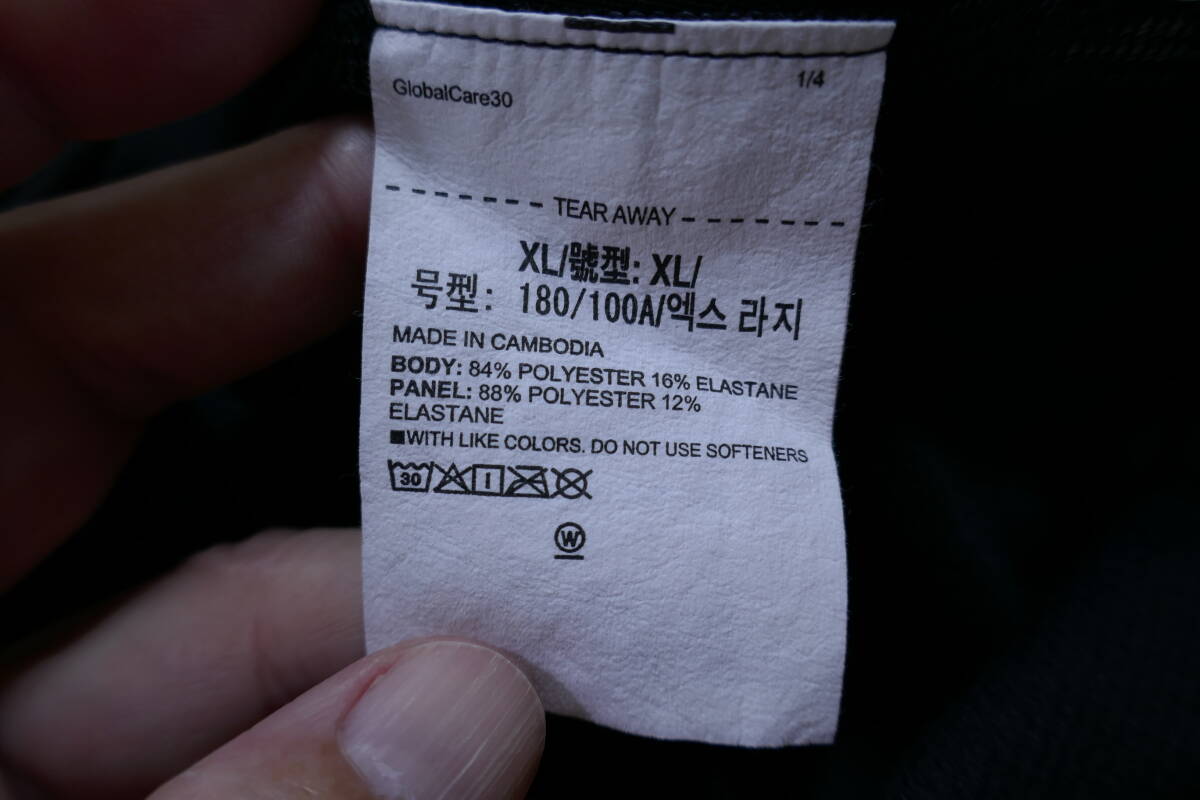 GlobalCare30
1/4
TEAR AWAY
XL/號型: XL/
号型: 180/100A/엑스 라지
MADE IN CAMBODIA
BODY: 84% POLYESTER 16% ELASTANE
PANEL: 88% POLYESTER 12%
ELASTANE
■WITH LIKE COLORS. DO NOT USE SOFTENERS
30
W